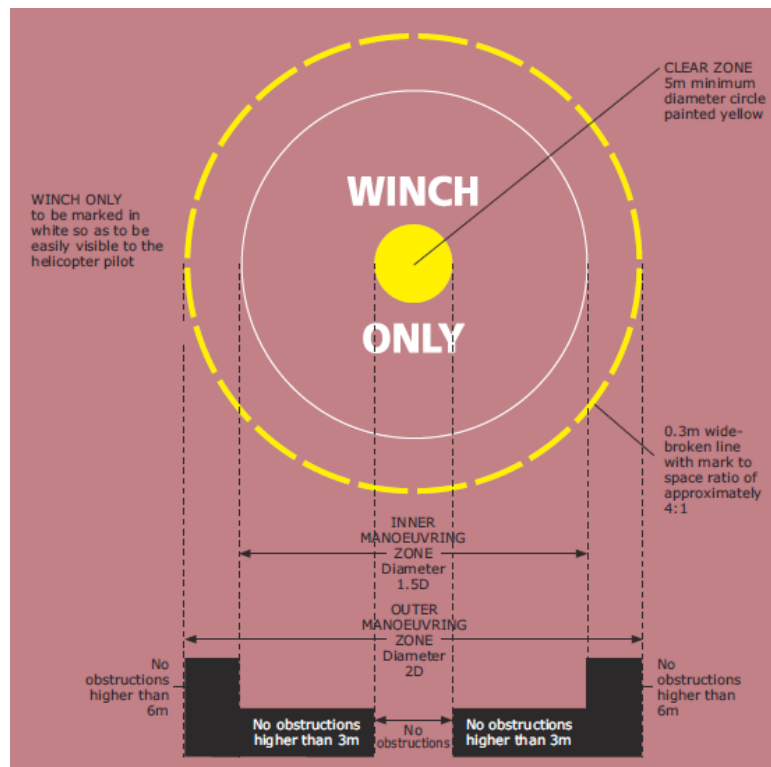 CLEAR ZONE
5m minimum
diameter circle
painted yellow
WINCH
WINCH ONLY
to be marked in
white so as to be
easily visible to the
helicopter pilot
ONLY
0.3m wide-
broken line
with mark to
space ratio of
approximately
4:1
INNER
MANOEUVRING
ZONE
Diameter
1.5D
OUTER
MANOEUVRING
ZONE
Diameter
2D
No
obstructions
higher than
6m
No
obstructions
higher than
6m
No obstructions
higher than 3m
No
obstructions
No obstructions
higher than 3m